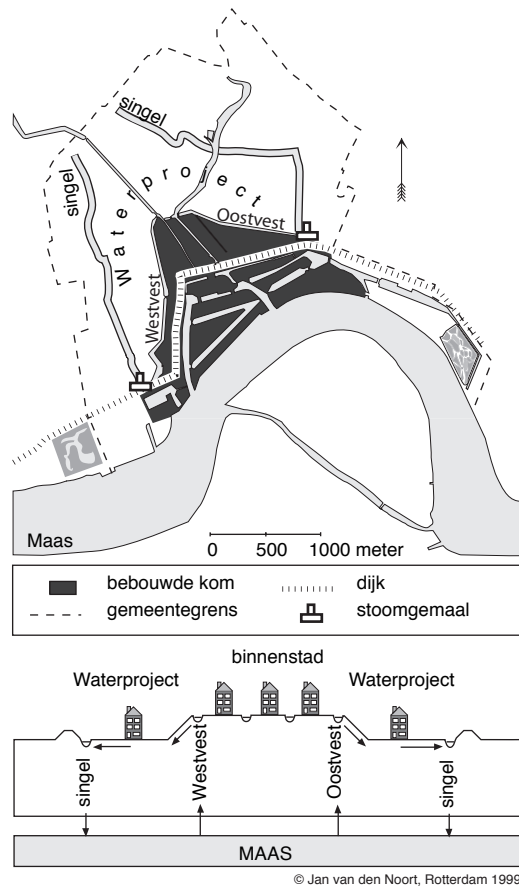 singel
singel
Waterproject
Oostvest
Westvest
Maas
0 500 1000 meter
bebouwde kom
dijk
gemeentegrens
stoomgemaal
binnenstad
Waterproject
Waterproject
singel
Westvest
Oostvest
singel
MAAS
© Jan van den Noort, Rotterdam 1999